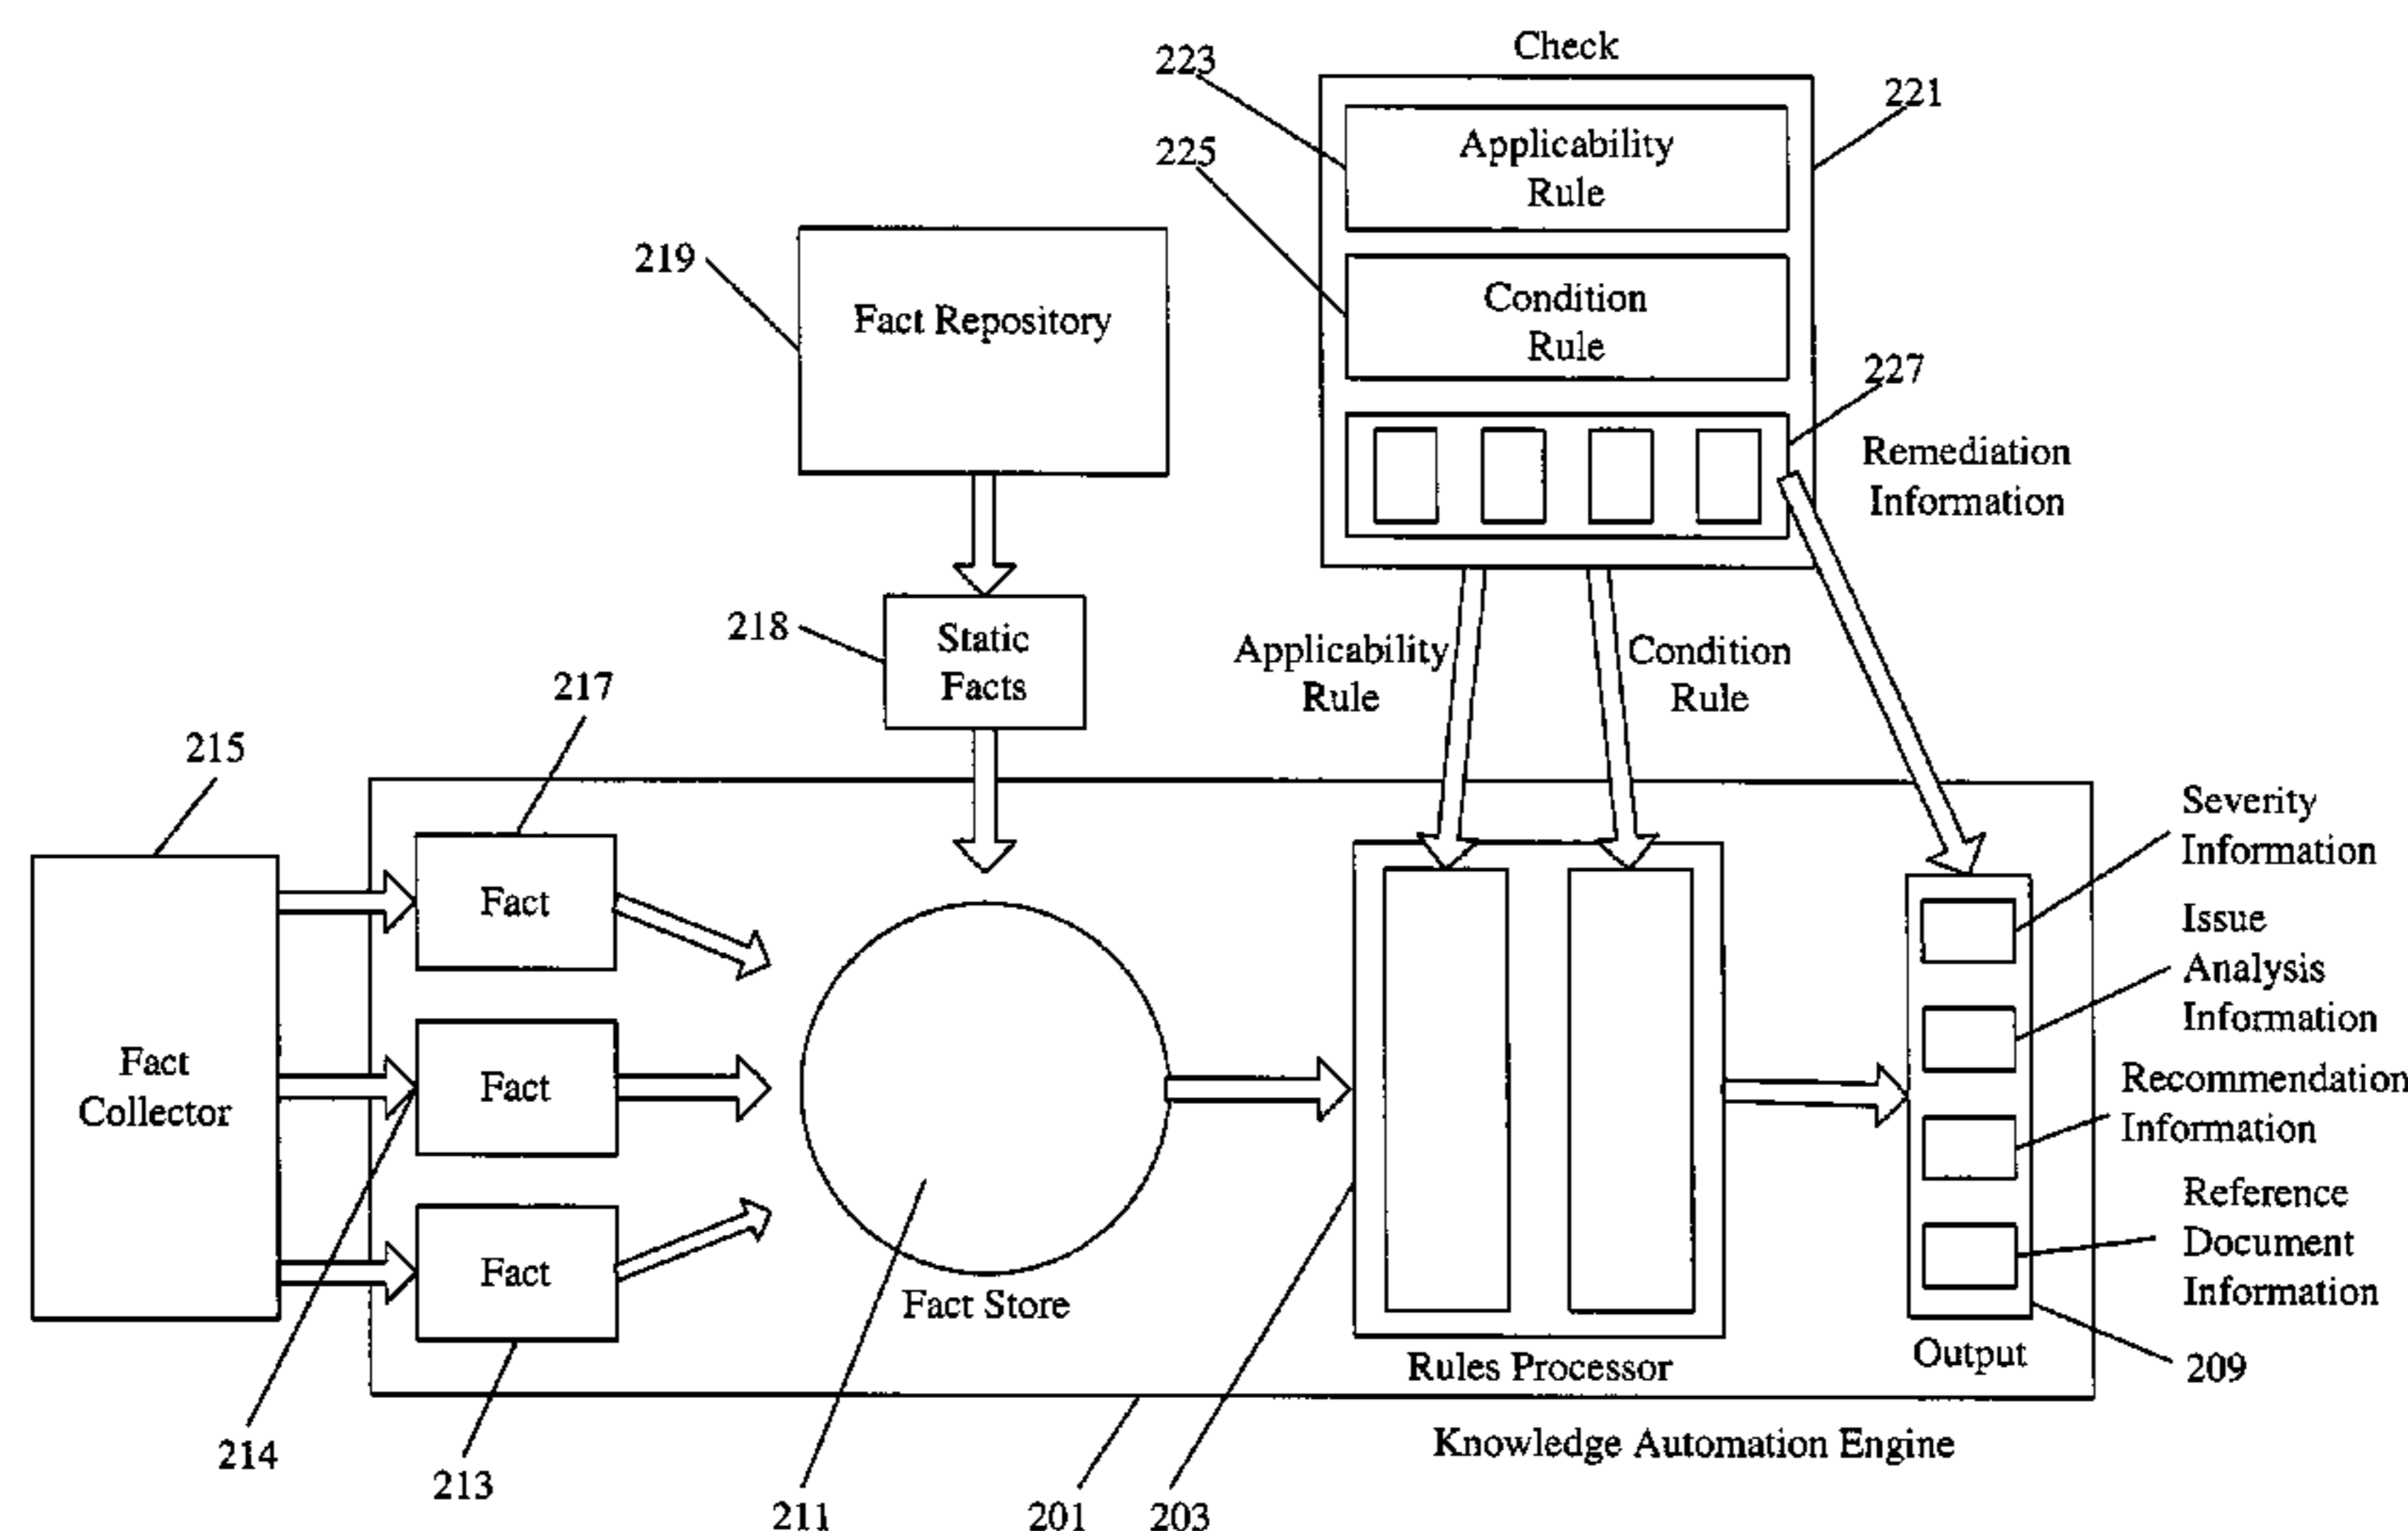 Check
223
221
Applicability
Rule
225
Condition
Rule
219
Fact Repository
227
Remediation
Information
218
Static
Facts
Applicability
Rule
Condition
Rule
217
215
Severity
Information
Fact
Issue
Analysis
Information
Fact
Collector
Fact
Recommendation
Information
Reference
Document
Information
Fact
Fact Store
Rules Processor
Output
209
Knowledge Automation Engine
214
213
211
201
203